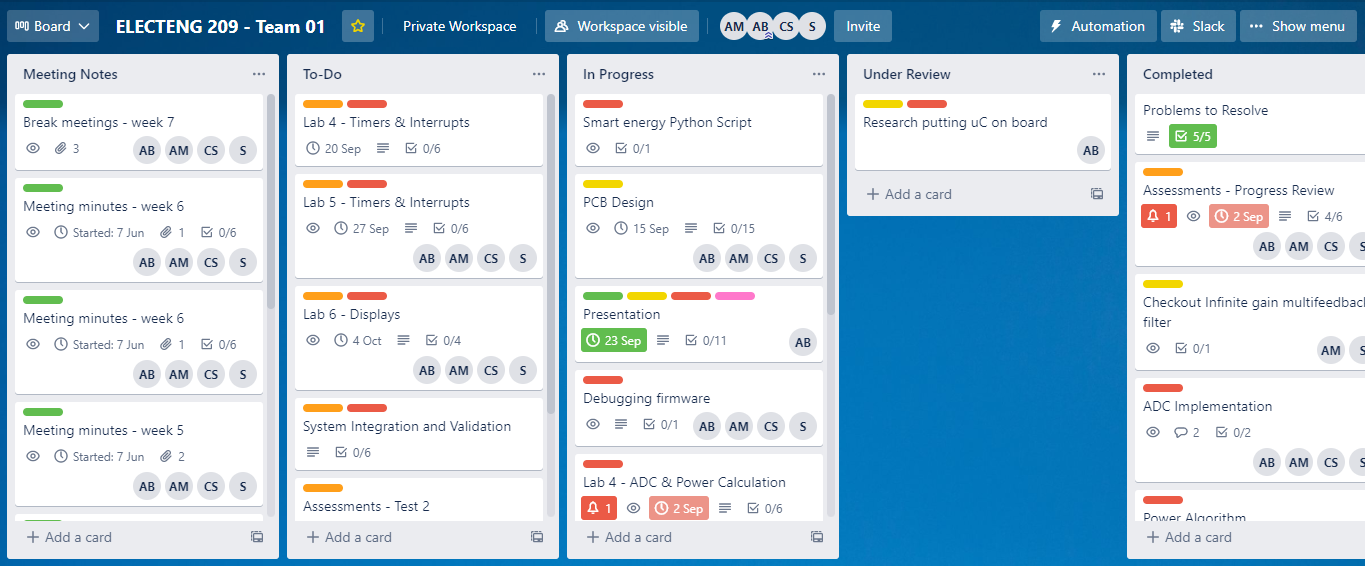 Board
ELECTENG 209 - Team 01
Private Workspace
Workspace visible
AM AB CS S
Invite
Automation
Slack
Show menu
Meeting Notes
Break meetings - week 7
3
AB AM CS S
Meeting minutes - week 6
Started: 7 Jun 1 0/6
AB AM CS S
Meeting minutes - week 6
Started: 7 Jun 1 0/6
AB AM CS S
Meeting minutes - week 5
Started: 7 Jun 2
AB AM CS S
+ Add a card
To-Do
Lab 4 - Timers & Interrupts
20 Sep 0/6
Lab 5 - Timers & Interrupts
27 Sep 0/6
AB AM CS S
Lab 6 - Displays
4 Oct 0/4
AB AM CS S
System Integration and Validation
0/6
Assessments - Test 2
+ Add a card
In Progress
Smart energy Python Script
0/1
PCB Design
15 Sep 0/15
AB AM CS S
Presentation
23 Sep 0/11
AB
Debugging firmware
0/1
AB AM CS S
Lab 4 - ADC & Power Calculation
1 2 Sep 0/6
+ Add a card
Under Review
Research putting uC on board
AB
+ Add a card
Completed
Problems to Resolve
5/5
Assessments - Progress Review
1 2 Sep 4/6
AB AM CS S
Checkout Infinite gain multifeedback
filter
0/1
AM S
ADC Implementation
2 0/2
AB AM CS S
Power Algorithm
+ Add a card